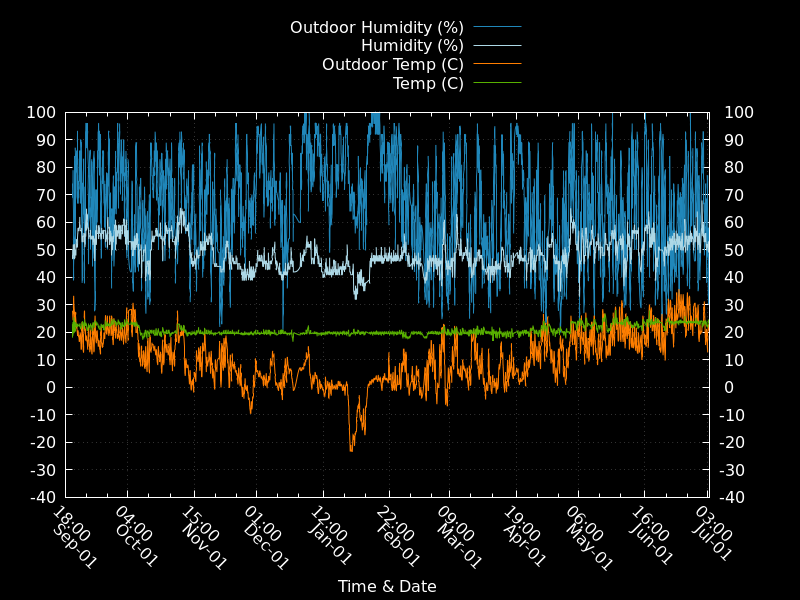 Outdoor Humidity (%)
Humidity (%)
Outdoor Temp (C)
Temp (C)
100 100
90 90
80 80
70 70
60 60
50 50
40 40
30 30
20 20
10 10
0 0
-10 -10
-20 -20
-30 -30
-40 -40
18:00
Sep-01
04:00
Oct-01
15:00
Nov-01
01:00
Dec-01
12:00
Jan-01
22:00
Feb-01
09:00
Mar-01
19:00
Apr-01
06:00
May-01
16:00
Jun-01
03:00
Jul-01
Time & Date